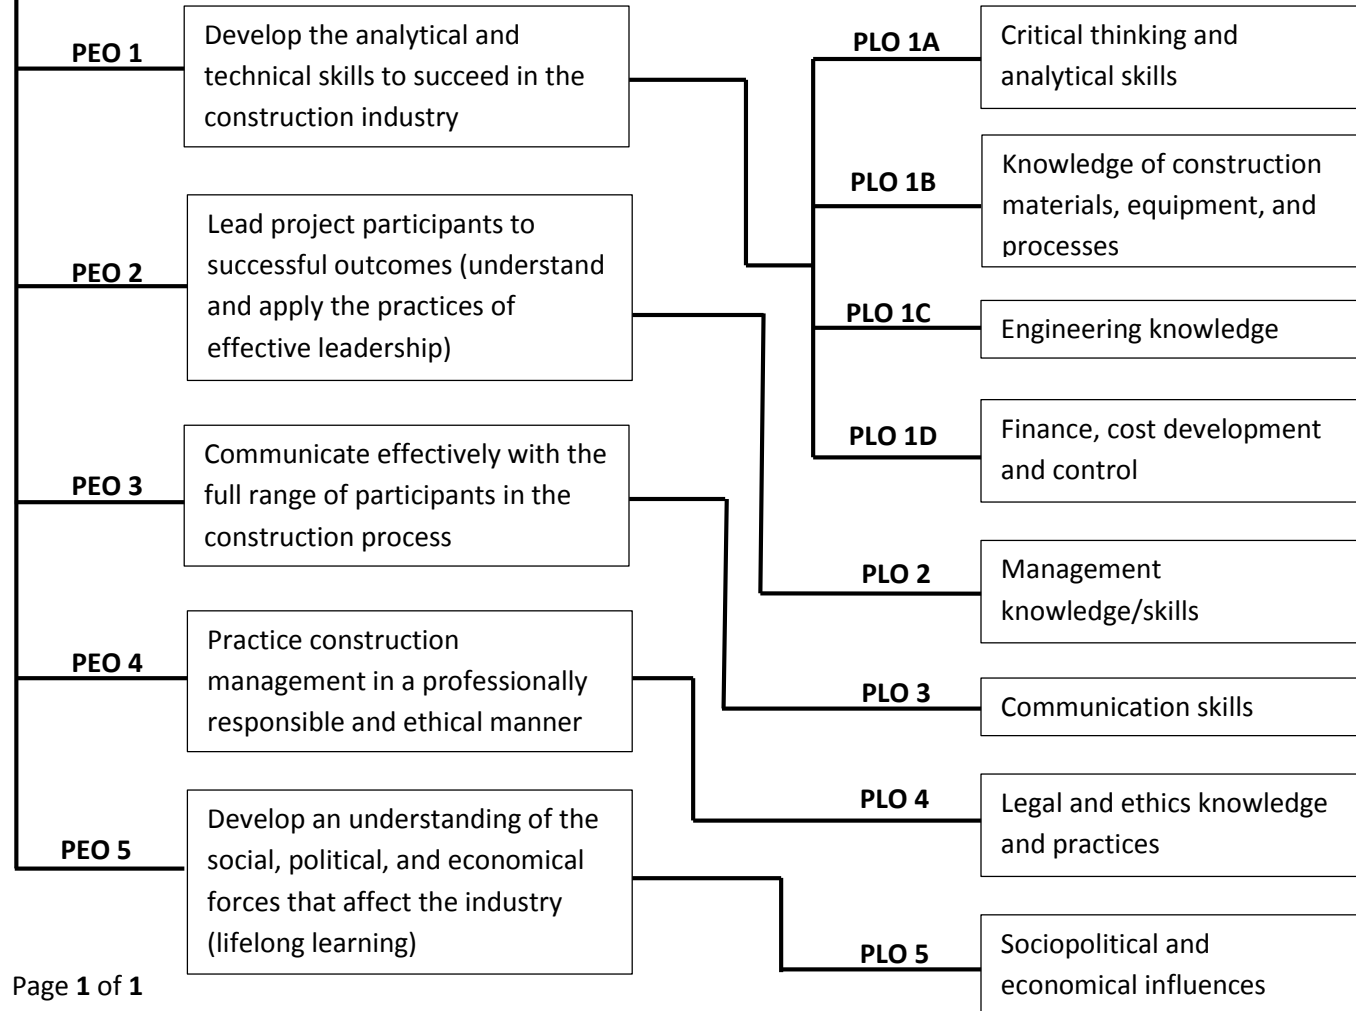 PEO 1
Develop the analytical and
technical skills to succeed in the
construction industry
PEO 2
Lead project participants to
successful outcomes (understand
and apply the practices of
effective leadership)
PEO 3
Communicate effectively with the
full range of participants in the
construction process
PEO 4
Practice construction
management in a professionally
responsible and ethical manner
PEO 5
Develop an understanding of the
social, political, and economical
forces that affect the industry
(lifelong learning)
PLO 1A
Critical thinking and
analytical skills
PLO 1B
Knowledge of construction
materials, equipment, and
processes
PLO 1C
Engineering knowledge
PLO 1D
Finance, cost development
and control
PLO 2
Management
knowledge/skills
PLO 3
Communication skills
PLO 4
Legal and ethics knowledge
and practices
PLO 5
Sociopolitical and
economical influences
Page 1 of 1